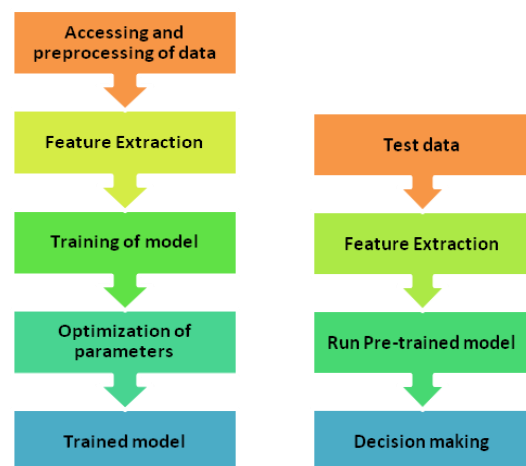 Accessing and
preprocessing of data
Feature Extraction
Training of model
Optimization of
parameters
Trained model
Test data
Feature Extraction
Run Pre-trained model
Decision making